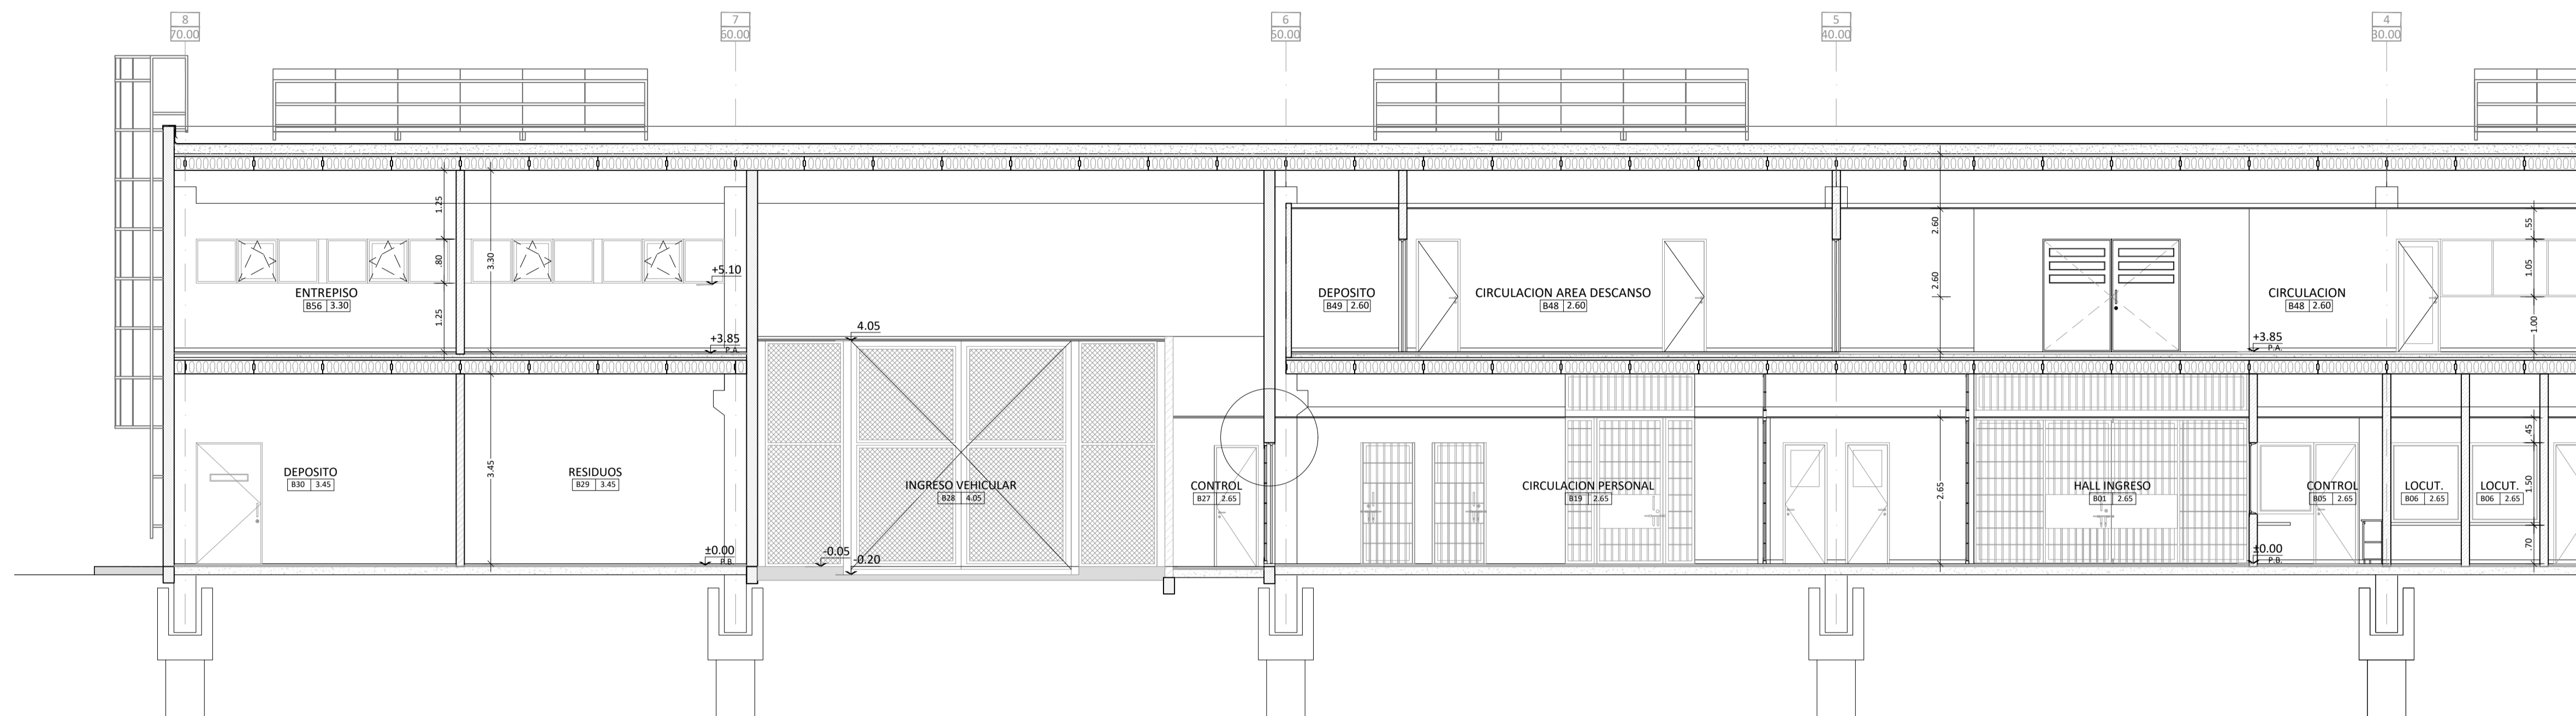 8
70.00
7
60.00
6
50.00
5
40.00
4
30.00
1.25
.80
1.25
3.30
+5.10
ENTREPISO
B56 3.30
+3.85
P.A.
4.05
DEPOSITO
B49 2.60
CIRCULACION AREA DESCANSO
B48 2.60
2.60
2.60
CIRCULACION
B48 2.60
+3.85
P.A.
.55
1.05
1.00
DEPOSITO
B30 3.45
3.45
RESIDUOS
B29 3.45
±0.00
P.B.
INGRESO VEHICULAR
B28 4.05
-0.05
-0.20
CONTROL
B27 2.65
CIRCULACION PERSONAL
B19 2.65
2.65
HALL INGRESO
B01 2.65
CONTROL
B05 2.65
±0.00
P.B.
LOCUT.
B06 2.65
LOCUT.
B06 2.65
.45
1.50
.70